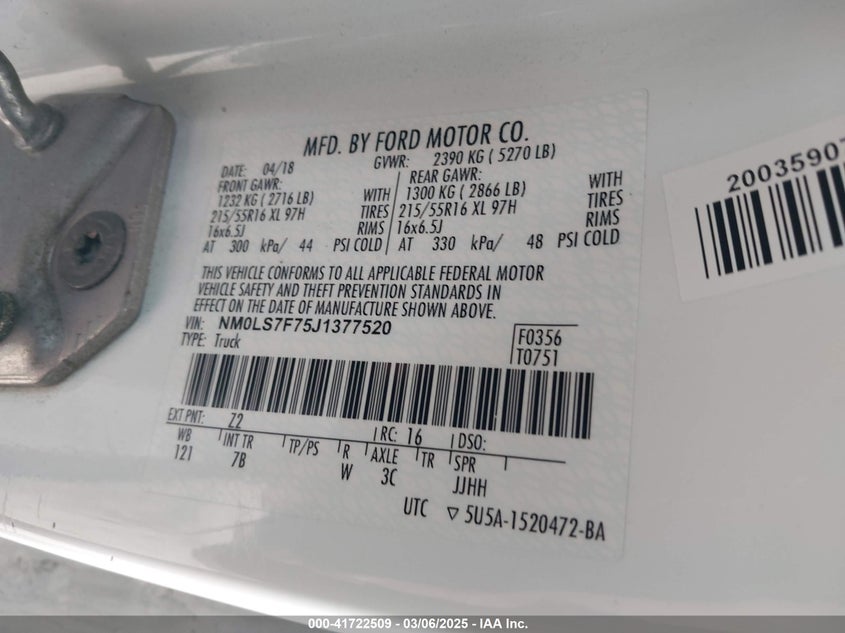 MFD. BY FORD MOTOR CO.
DATE: 04/18 GVWR: 2390 KG ( 5270 LB)
FRONT GAWR: REAR GAWR:
1232 KG ( 2716 LB) WITH 1300 KG ( 2866 LB) WITH
215/55R16 XL 97H TIRES 215/55R16 XL 97H TIRES
16x6.5J RIMS 16x6.5J RIMS
AT 300 kPa/ 44 PSI COLD AT 330 kPa/ 48 PSI COLD
THIS VEHICLE CONFORMS TO ALL APPLICABLE FEDERAL MOTOR
VEHICLE SAFETY AND THEFT PREVENTION STANDARDS IN
EFFECT ON THE DATE OF MANUFACTURE SHOWN ABOVE.
VIN: NM0LS7F75J1377520
TYPE: Truck
F0356
T0751
EXT PNT: Z2 RC: 16 DSO:
WB INT TR TP/PS R AXLE TR SPR
121 7B W 3C JJHH
UTC ▽ 5U5A-1520472-BA
2003590
000-41722509 - 03/06/2025 - IAA Inc.